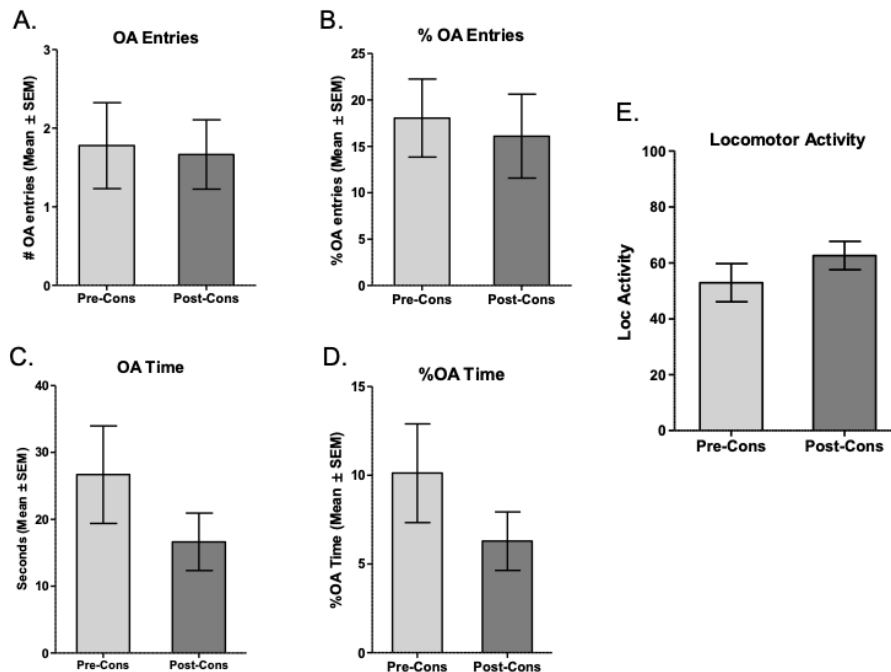 A.
OA Entries
# OA entries (Mean ± SEM)
3
2
1
0
Pre-Cons
Post-Cons
B.
% OA Entries
%OA entries (Mean ± SEM)
25
20
15
10
5
0
Pre-Cons
Post-Cons
C.
OA Time
Seconds (Mean ± SEM)
40
30
20
10
0
Pre-Cons
Post-Cons
D.
%OA Time
%OA Time (Mean ± SEM)
15
10
5
0
Pre-Cons
Post-Cons
E.
Locomotor Activity
Loc Activity
100
80
60
40
20
0
Pre-Cons
Post-Cons